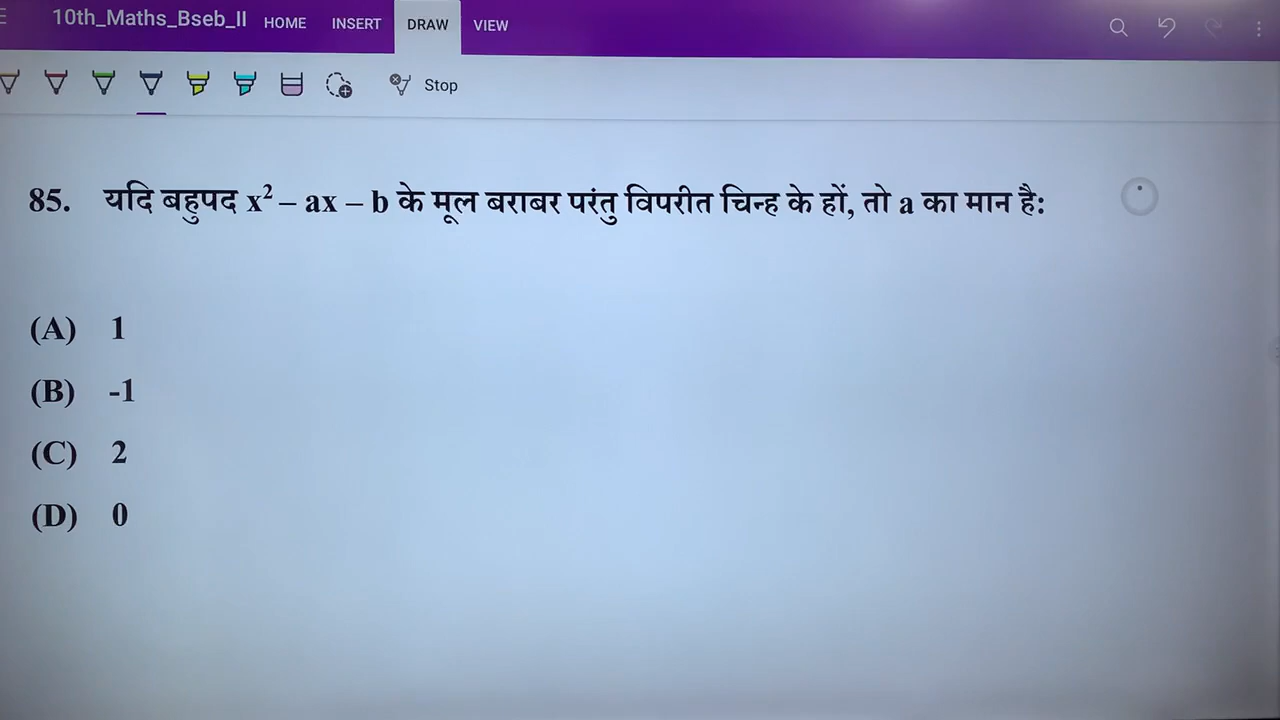 10th_Maths_Bseb_II HOME INSERT DRAW VIEW
Stop
85. यदि बहुपद x² – ax – b के मूल बराबर परंतु विपरीत चिन्ह के हों, तो a का मान है:
(A) 1
(B) -1
(C) 2
(D) 0